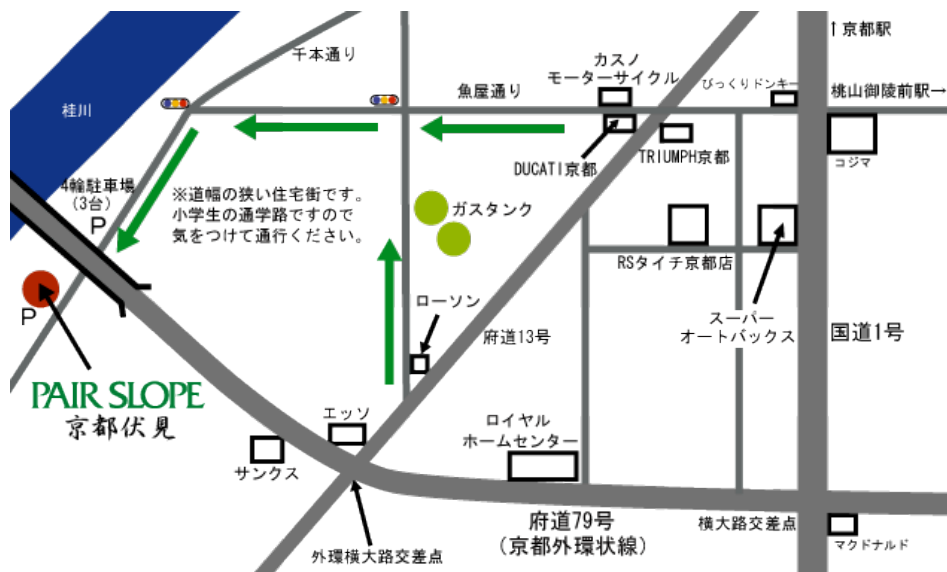 ↑京都駅
千本通り
カスノ
モーターサイクル
魚屋通り
びっくりドンキー
桃山御陵前駅→
桂川
DUCATI京都
TRIUMPH京都
コジマ
4輪駐車場
(3台)
P
※道幅の狭い住宅街です。
小学生の通学路ですので
気をつけて通行ください。
ガスタンク
RSタイチ京都店
P
ローソン
府道13号
スーパー
オートバックス
国道1号
PAIR SLOPE
京都伏見
エッソ
サンクス
ロイヤル
ホームセンター
府道79号
(京都外環状線)
横大路交差点
外環横大路交差点
マクドナルド